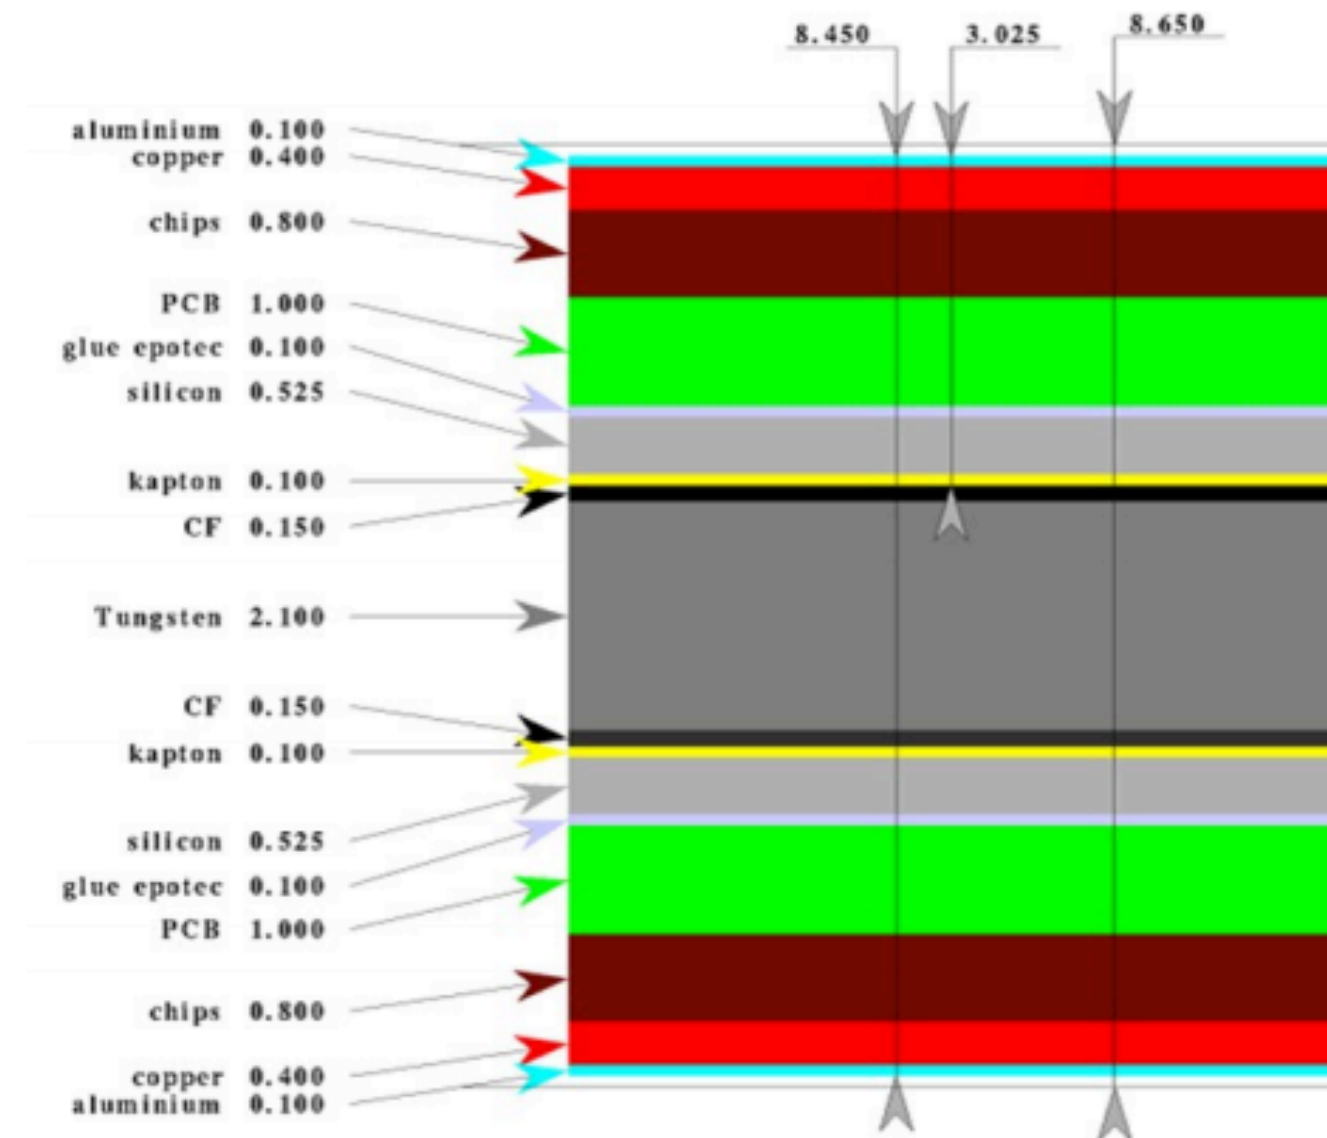 8.450 3.025 8.650
aluminium 0.100
copper 0.400
chips 0.800
PCB 1.000
glue epotec 0.100
silicon 0.525
kapton 0.100
CF 0.150
Tungsten 2.100
CF 0.150
kapton 0.100
silicon 0.525
glue epotec 0.100
PCB 1.000
chips 0.800
copper 0.400
aluminium 0.100